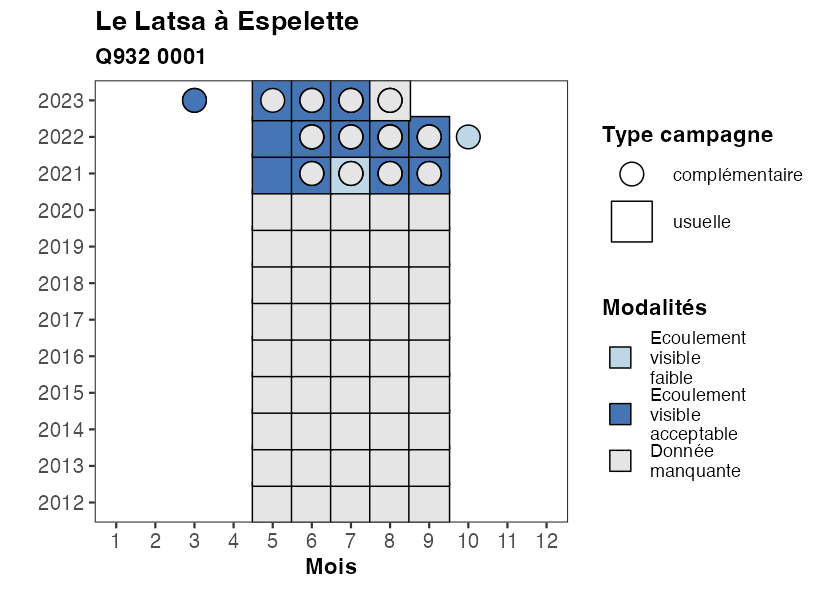 Le Latsa à Espelette
Q932 0001
2023
2022
2021
2020
2019
2018
2017
2016
2015
2014
2013
2012
1 2 3 4 5 6 7 8 9 10 11 12
Mois
Type campagne
complémentaire
usuelle
Modalités
Ecoulement
visible
faible
Ecoulement
visible
acceptable
Donnée
manquante